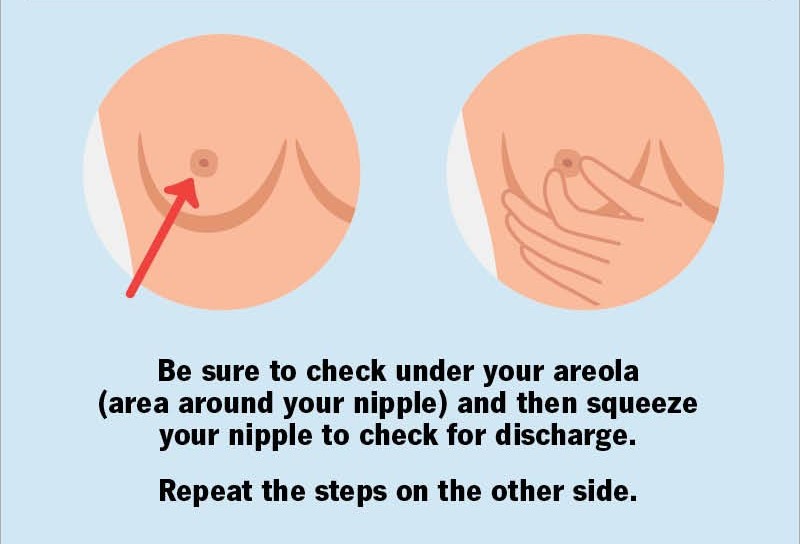 Be sure to check under your areola
(area around your nipple) and then squeeze
your nipple to check for discharge.
Repeat the steps on the other side.